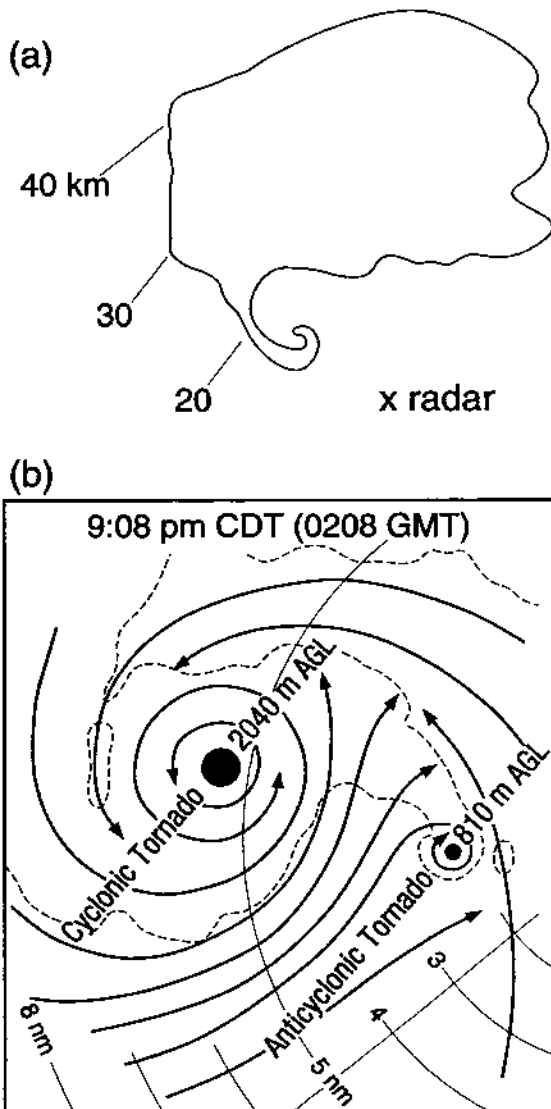 (a)
40 km
30
20
x radar
(b)
9:08 pm CDT (0208 GMT)
2040 m AGL
Cyclonic Tornado
810 m AGL
Anticyclonic Tornado
3
4
5 nm
8 nm